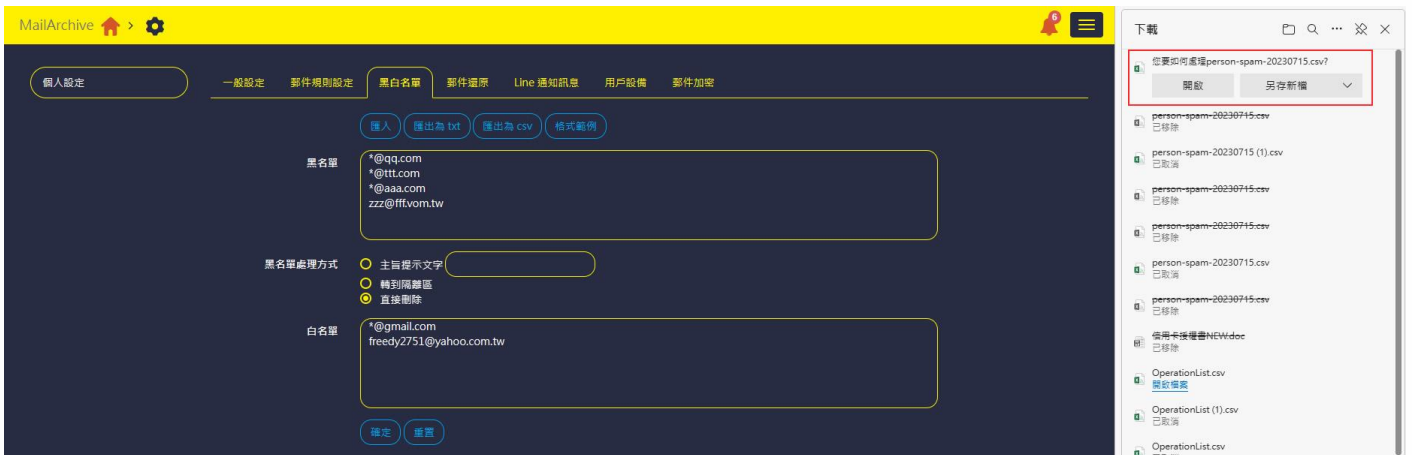 MailArchive >
6
個人設定
一般設定 郵件規則設定 黑白名單 郵件還原 Line 通知訊息 用戶設備 郵件加密
匯入 匯出為 txt 匯出為 csv 格式範例
黑名單
*@qq.com
*@ttt.com
*@aaa.com
zzz@fff.vom.tw
黑名單處理方式
主旨提示文字
轉到隔離區
直接刪除
白名單
*@gmail.com
freedy2751@yahoo.com.tw
確定 重置
下載
您要如何處理person-spam-20230715.csv?
開啟 另存新檔
person-spam-20230715.csv
已移除
person-spam-20230715 (1).csv
已取消
person-spam-20230715.csv
已移除
person-spam-20230715.csv
已移除
person-spam-20230715.csv
已取消
person-spam-20230715.csv
已移除
信用卡授權書NEW.doc
已移除
OperationList.csv
開啟檔案
OperationList (1).csv
已取消
OperationList.csv